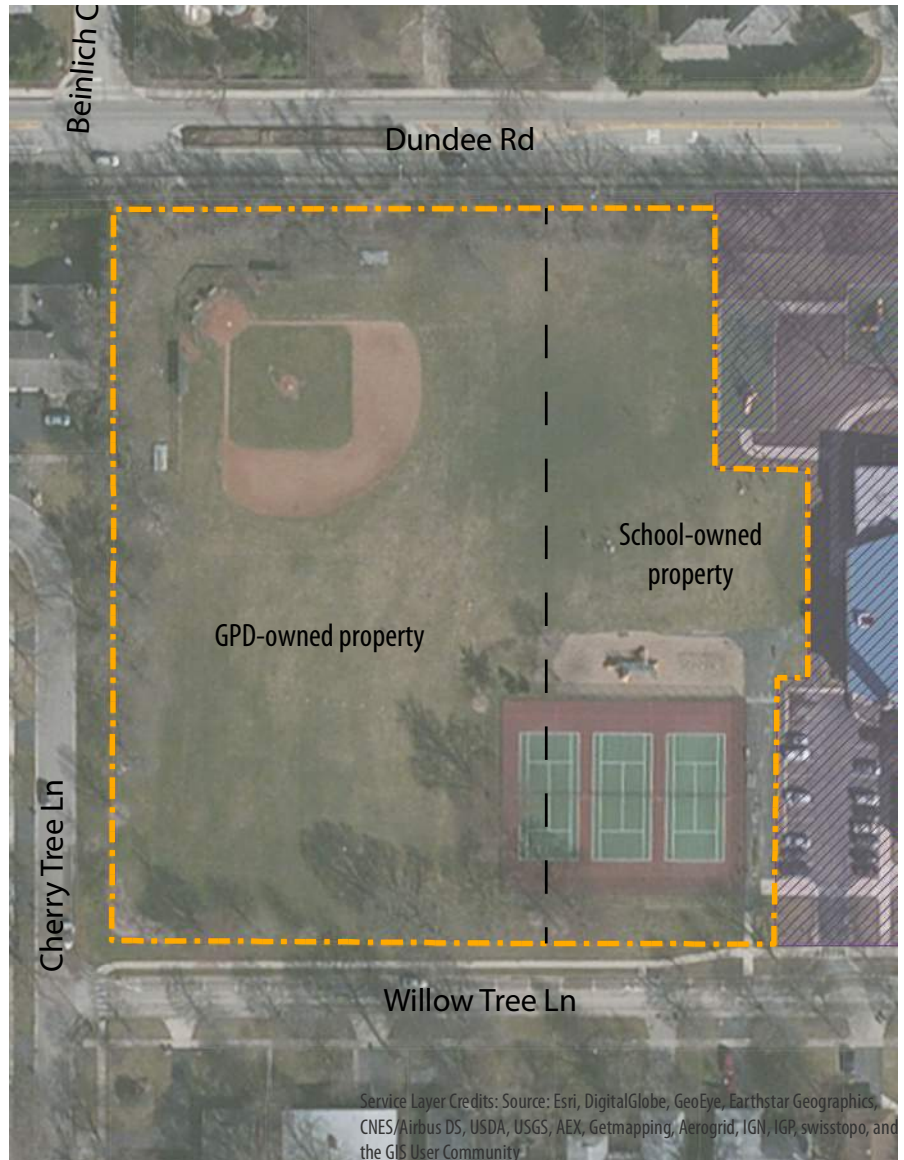 Beinlich C
Dundee Rd
School-owned
property
GPD-owned property
Cherry Tree Ln
Willow Tree Ln
Service Layer Credits: Source: Esri, DigitalGlobe, GeoEye, Earthstar Geographics,
CNES/Airbus DS, USDA, USGS, AEX, Getmapping, Aerogrid, IGN, IGP, swisstopo, and
the GIS User Community